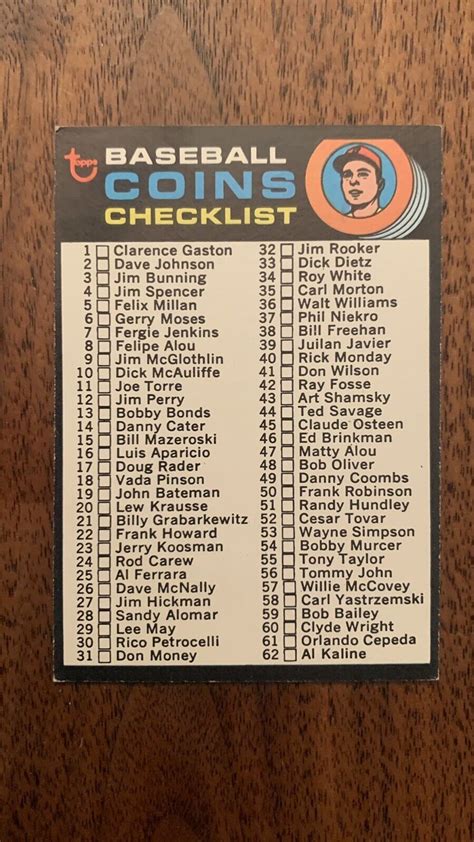 topps
BASEBALL
COINS
CHECKLIST
1 Clarence Gaston
2 Dave Johnson
3 Jim Bunning
4 Jim Spencer
5 Felix Millan
6 Gerry Moses
7 Fergie Jenkins
8 Felipe Alou
9 Jim McGlothlin
10 Dick McAuliffe
11 Joe Torre
12 Jim Perry
13 Bobby Bonds
14 Danny Cater
15 Bill Mazeroski
16 Luis Aparicio
17 Doug Rader
18 Vada Pinson
19 John Bateman
20 Lew Krausse
21 Billy Grabarkewitz
22 Frank Howard
23 Jerry Koosman
24 Rod Carew
25 Al Ferrara
26 Dave McNally
27 Jim Hickman
28 Sandy Alomar
29 Lee May
30 Rico Petrocelli
31 Don Money
32 Jim Rooker
33 Dick Dietz
34 Roy White
35 Carl Morton
36 Walt Williams
37 Phil Niekro
38 Bill Freehan
39 Juilan Javier
40 Rick Monday
41 Don Wilson
42 Ray Fosse
43 Art Shamsky
44 Ted Savage
45 Claude Osteen
46 Ed Brinkman
47 Matty Alou
48 Bob Oliver
49 Danny Coombs
50 Frank Robinson
51 Randy Hundley
52 Cesar Tovar
53 Wayne Simpson
54 Bobby Murcer
55 Tony Taylor
56 Tommy John
57 Willie McCovey
58 Carl Yastrzemski
59 Bob Bailey
60 Clyde Wright
61 Orlando Cepeda
62 Al Kaline